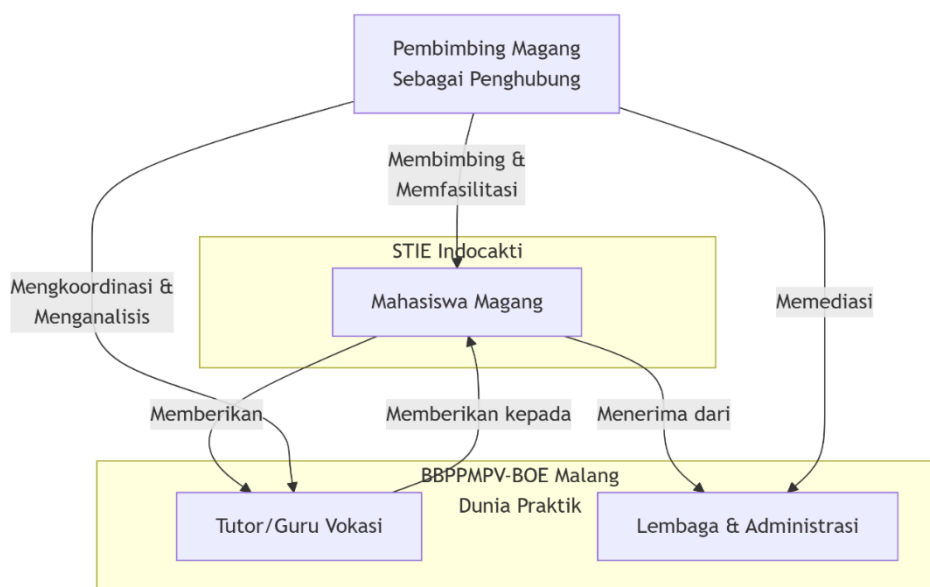 Pembimbing Magang
Sebagai Penghubung
Membimbing &
Memfasilitasi
STIE Indocakti
Mahasiswa Magang
Mengkoordinasi &
Menganalisis
Memediasi
Memberikan
Memberikan kepada
Menerima dari
BBPPMPV-BOE Malang
Dunia Praktik
Tutor/Guru Vokasi
Lembaga & Administrasi